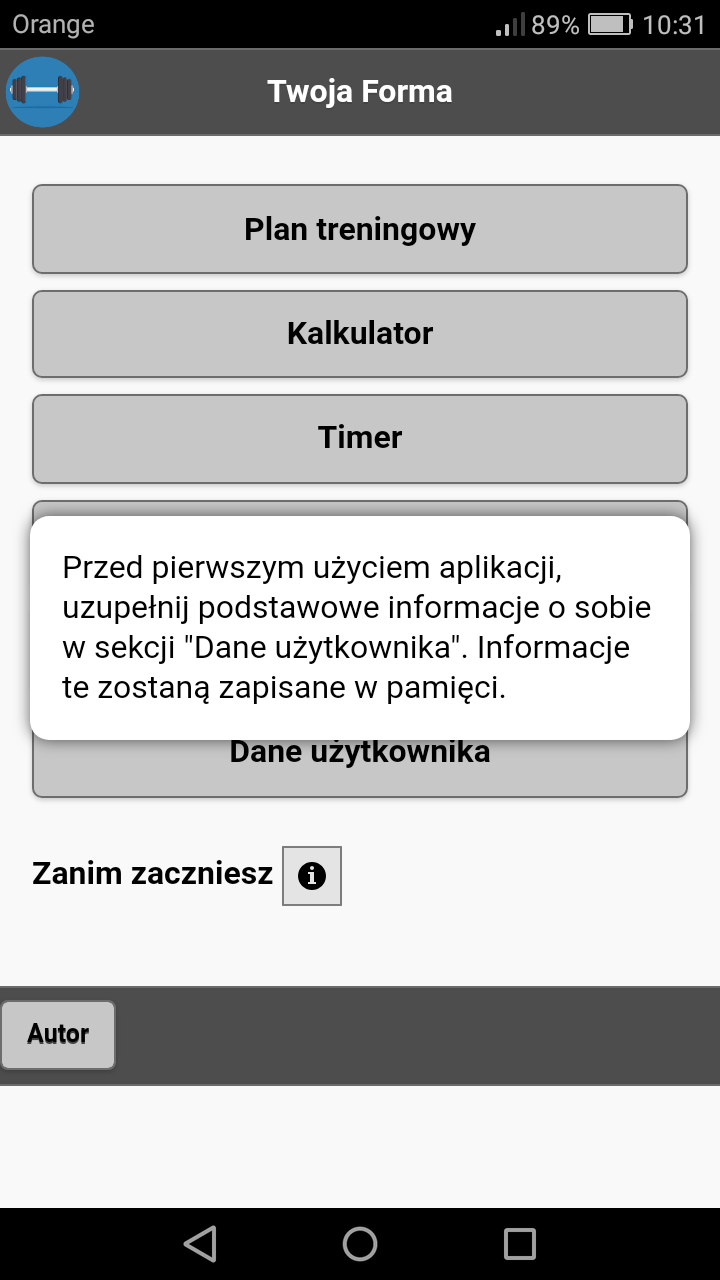 Orange 89% 10:31
Twoja Forma
Plan treningowy
Kalkulator
Timer
Przed pierwszym użyciem aplikacji,
uzupełnij podstawowe informacje o sobie
w sekcji "Dane użytkownika". Informacje
te zostaną zapisane w pamięci.
Dane użytkownika
Zanim zaczniesz
Autor